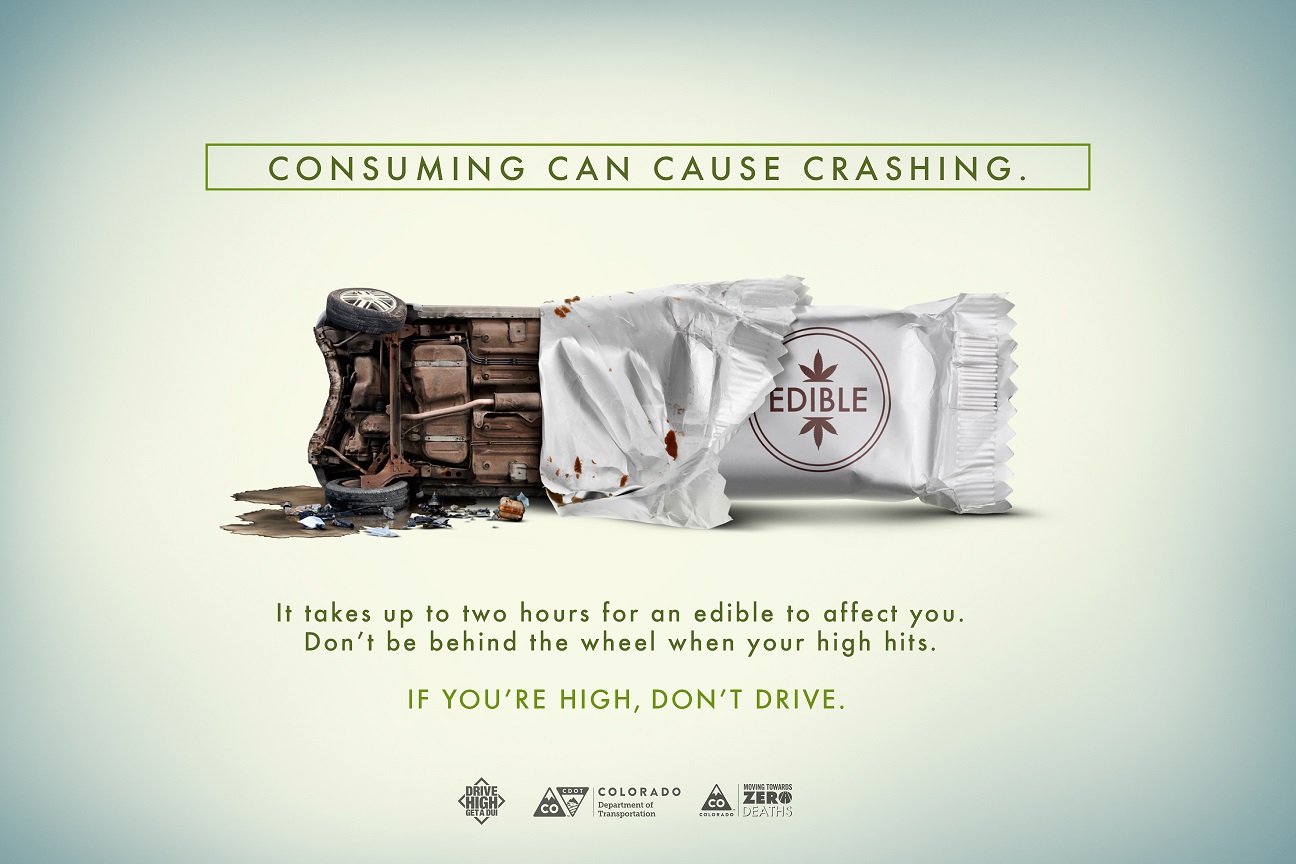 CONSUMING CAN CAUSE CRASHING.
EDIBLE
It takes up to two hours for an edible to affect you.
Don't be behind the wheel when your high hits.
IF YOU'RE HIGH, DON'T DRIVE.
DRIVE
HIGH
GET A DUI
CO
CDOT
COLORADO
Department of
Transportation
CO
COLORADO
MOVING TOWARDS
ZERO
DEATHS